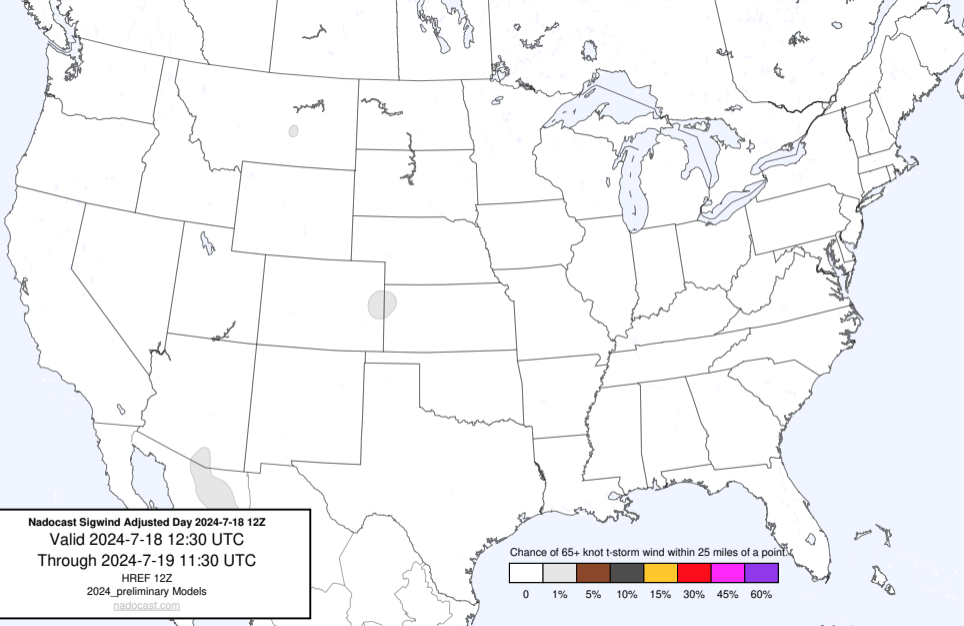 Nadocast Sigwind Adjusted Day 2024-7-18 12Z
Valid 2024-7-18 12:30 UTC
Through 2024-7-19 11:30 UTC
HREF 12Z
2024_preliminary Models
nadocast.com
Chance of 65+ knot t-storm wind within 25 miles of a point.
0 1% 5% 10% 15% 30% 45% 60%